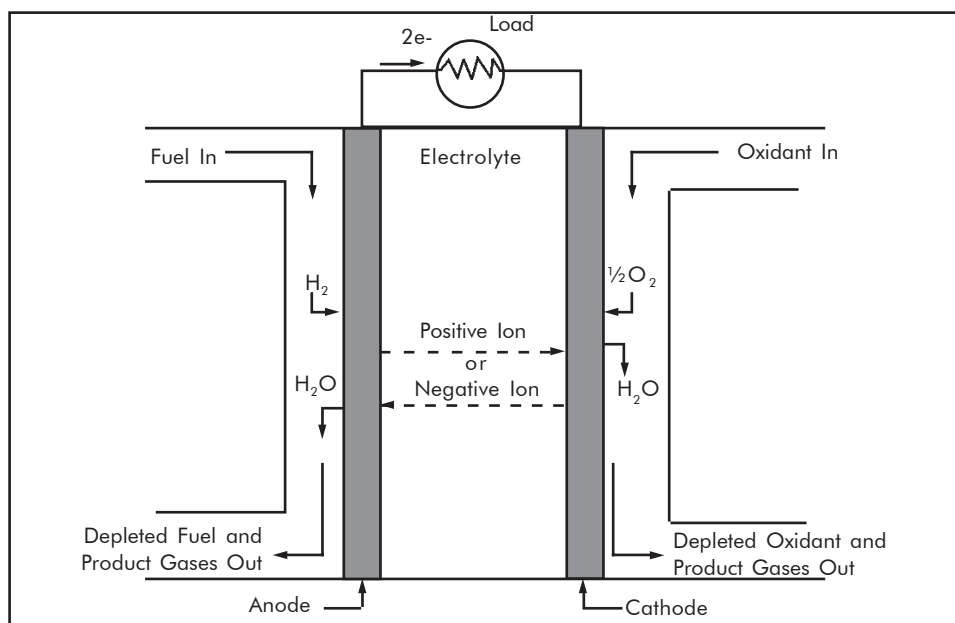 Load
2e-
Fuel In
Electrolyte
Oxidant In
H₂
½O₂
Positive Ion
or
Negative Ion
H₂O
H₂O
Depleted Fuel and
Product Gases Out
Depleted Oxidant and
Product Gases Out
Anode
Cathode